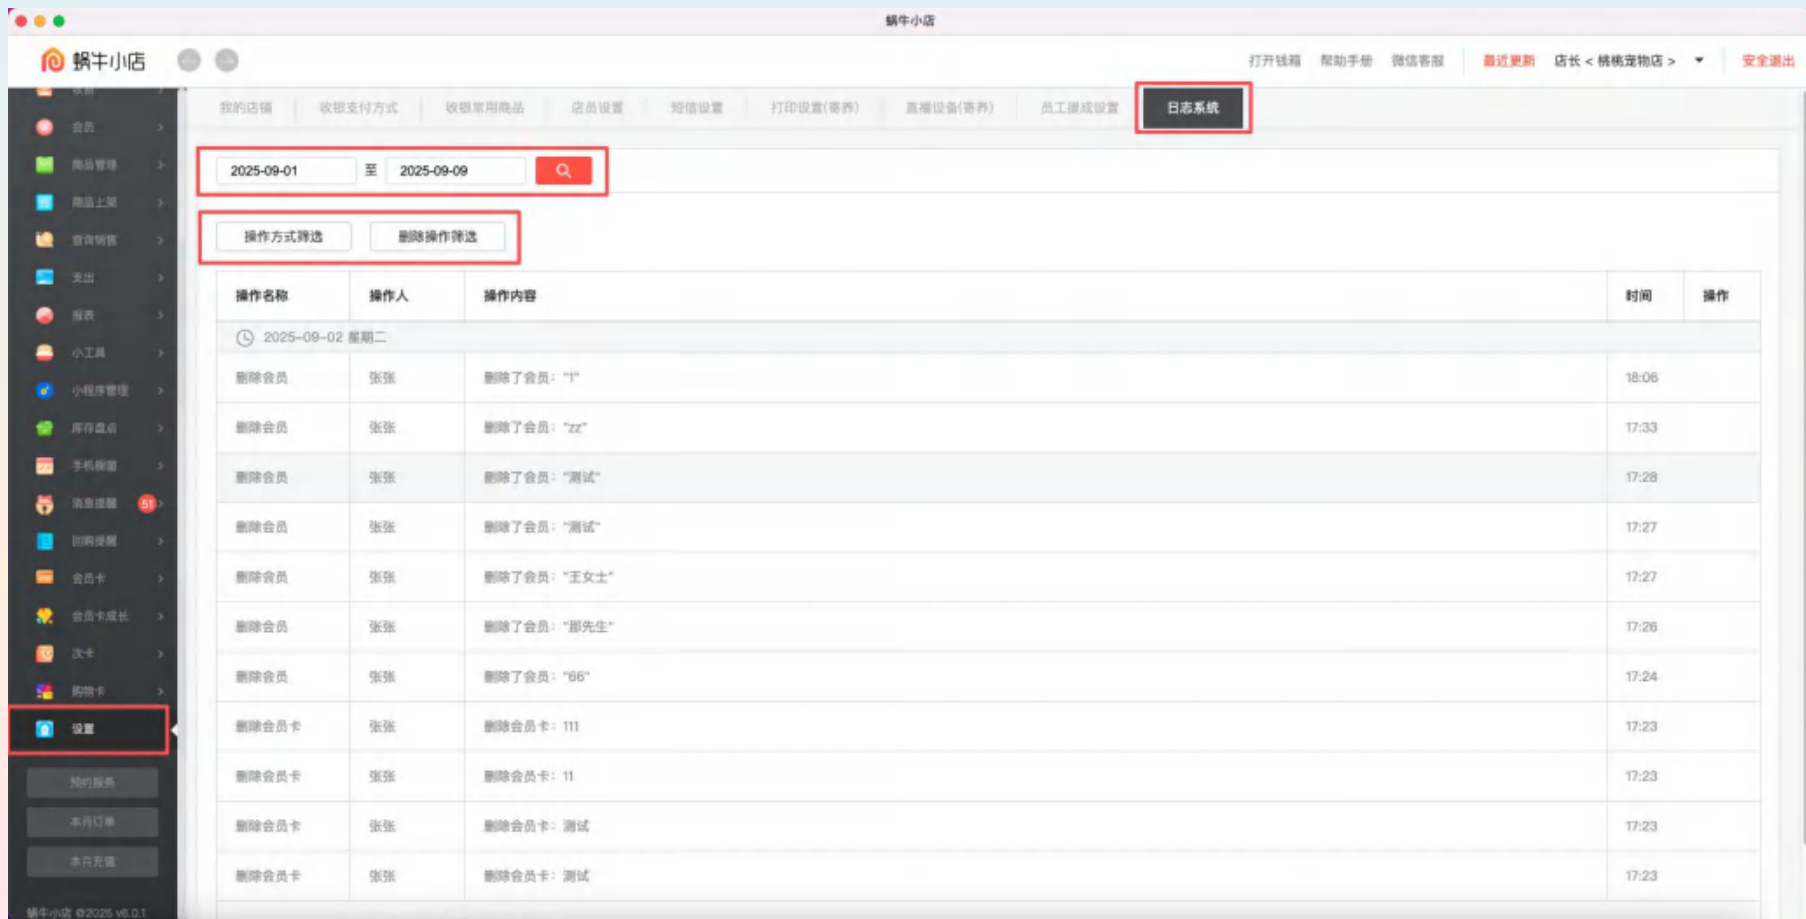 蜗牛小店
蜗牛小店
打开钱箱 帮助手册 微信客服 最近更新 店长 < 桃桃宠物店 > 安全退出
我的店铺 收银支付方式 收银常用商品 店员设置 短信设置 打印设置(寄养) 直播设备(寄养) 员工提成设置 日志系统
会员
商品管理
商品上架
查询销售
支出
报表
小工具
小程序管理
库存盘点
手机橱窗
消息提醒 51
回购提醒
会员卡
会员卡成长
次卡
购物卡
设置
预约服务
本月订单
本月充值
蜗牛小店 ©2025 v6.0.1
2025-09-01 至 2025-09-09
操作方式筛选 删除操作筛选
操作名称 操作人 操作内容 时间 操作
2025-09-02 星期二
删除会员 张张 删除了会员："1" 18:06
删除会员 张张 删除了会员："zz" 17:33
删除会员 张张 删除了会员："测试" 17:28
删除会员 张张 删除了会员："测试" 17:27
删除会员 张张 删除了会员："王女士" 17:27
删除会员 张张 删除了会员："那先生" 17:26
删除会员 张张 删除了会员："66" 17:24
删除会员卡 张张 删除会员卡：111 17:23
删除会员卡 张张 删除会员卡：11 17:23
删除会员卡 张张 删除会员卡：测试 17:23
删除会员卡 张张 删除会员卡：测试 17:23